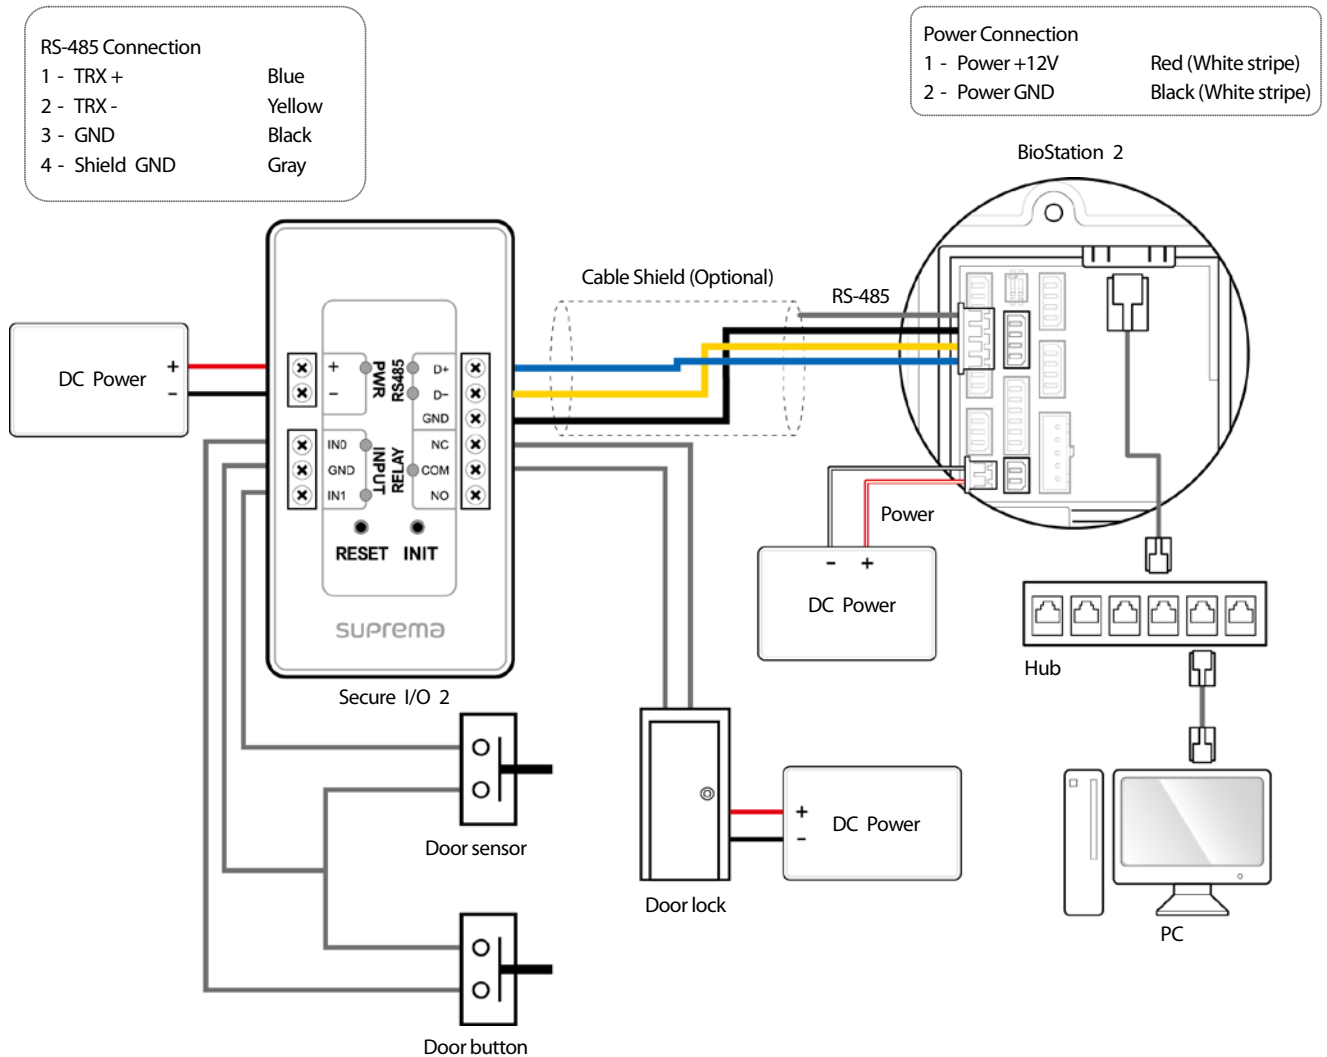 RS-485 Connection
1 - TRX + Blue
2 - TRX - Yellow
3 - GND Black
4 - Shield GND Gray
Power Connection
1 - Power +12V Red (White stripe)
2 - Power GND Black (White stripe)
BioStation 2
Cable Shield (Optional)
RS-485
DC Power
+
-
+
-
PWR
RS485
D+
D-
GND
IN0
GND
IN1
INPUT
RELAY
NC
COM
NO
RESET INIT
suprema
Secure I/O 2
Power
- +
DC Power
Hub
Door sensor
Door lock
+
-
DC Power
PC
Door button